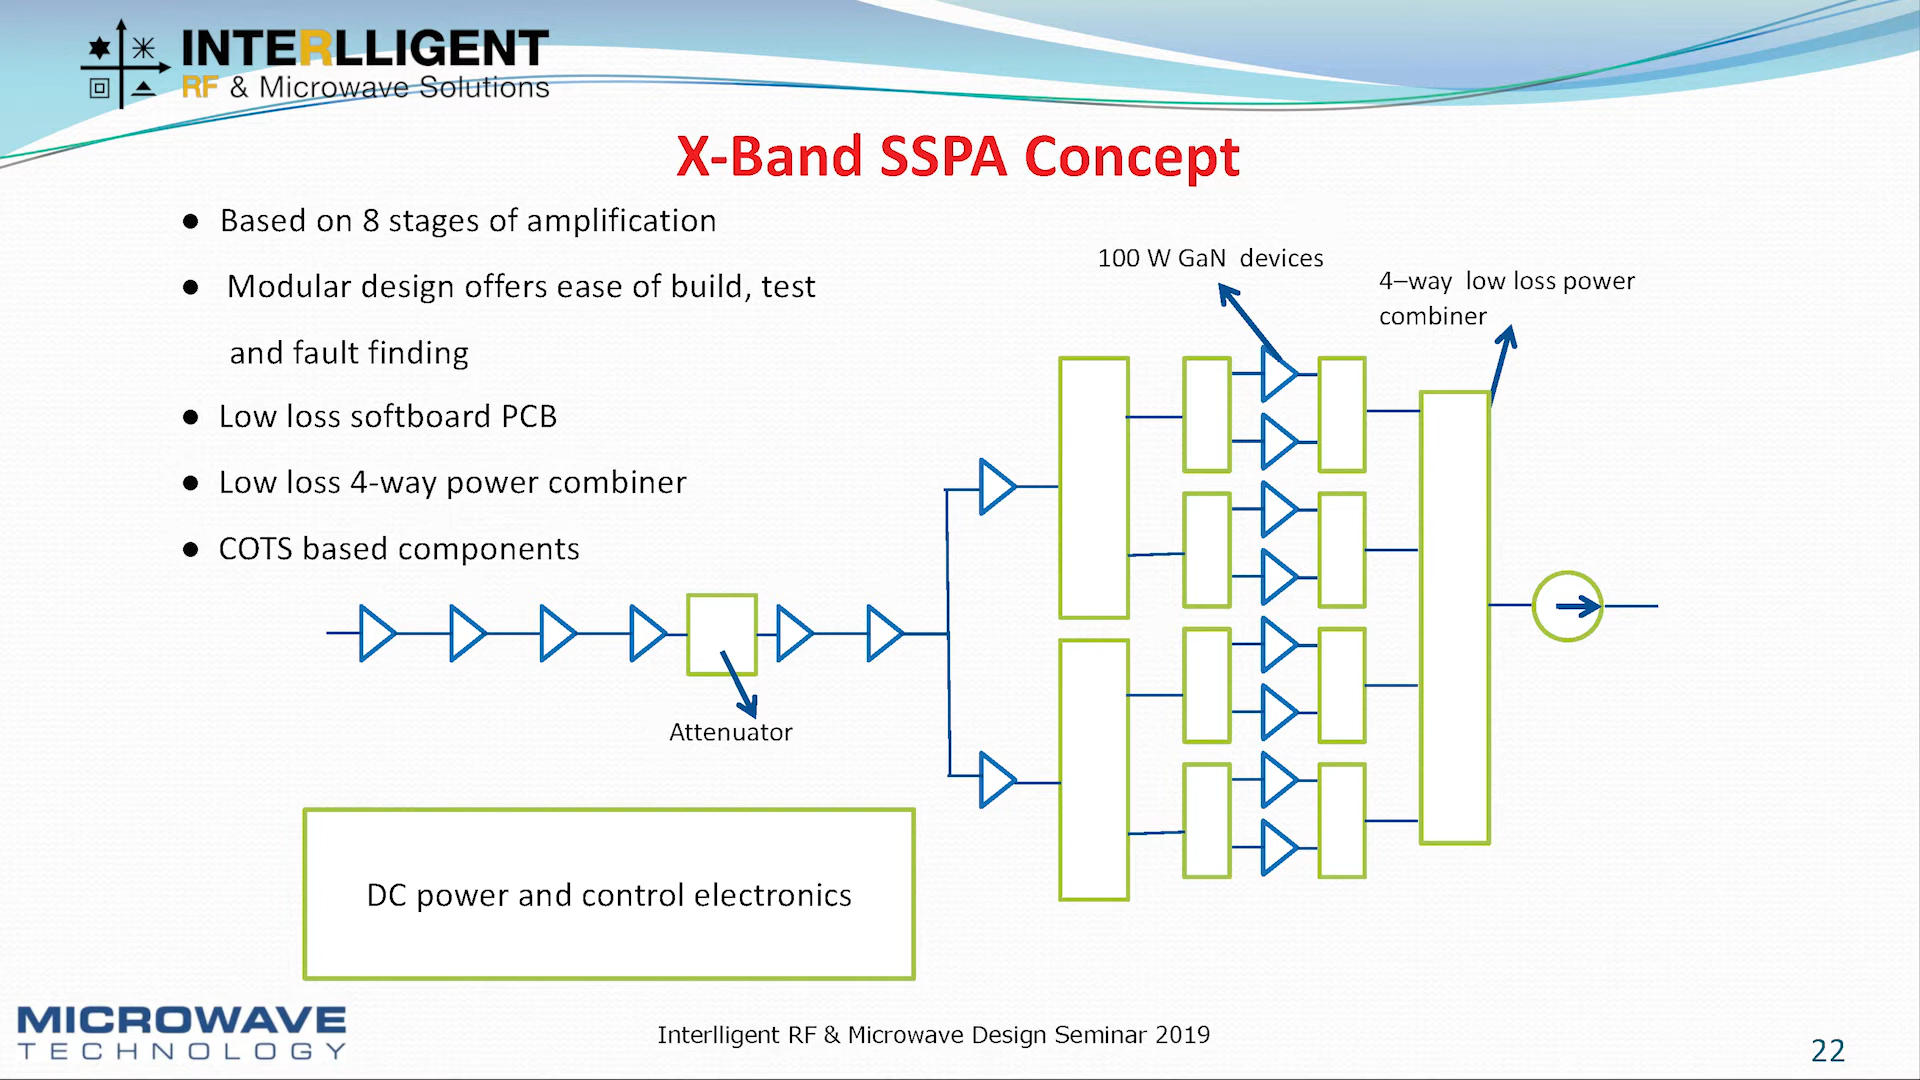 INTERLLIGENT
RF & Microwave Solutions
X-Band SSPA Concept
● Based on 8 stages of amplification
● Modular design offers ease of build, test
and fault finding
● Low loss softboard PCB
● Low loss 4-way power combiner
● COTS based components
100 W GaN devices
4–way low loss power
combiner
Attenuator
DC power and control electronics
MICROWAVE
TECHNOLOGY
Interlligent RF & Microwave Design Seminar 2019
22